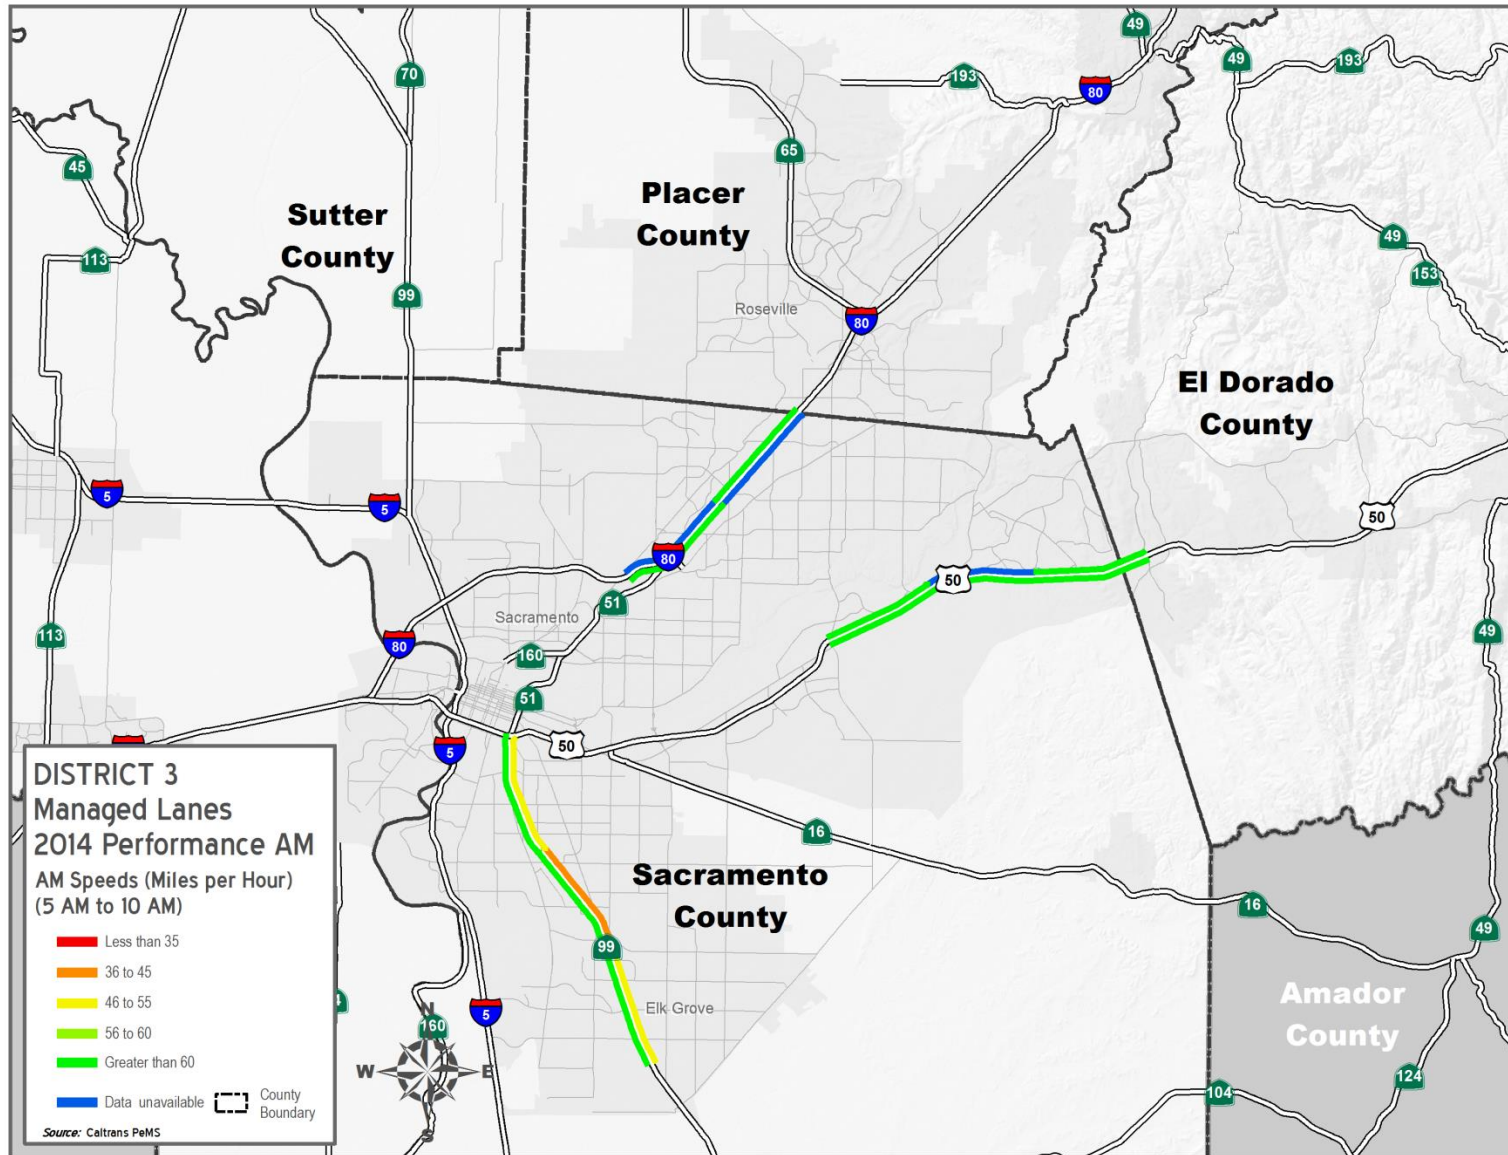 49
70
193
49
193
80
65
45
Placer
County
Sutter
County
49
113
153
99
Roseville
80
El Dorado
County
5
5
50
80
50
51
Sacramento
113
49
160
80
51
50
5
16
DISTRICT 3
Managed Lanes
2014 Performance AM
AM Speeds (Miles per Hour)
(5 AM to 10 AM)
Less than 35
36 to 45
46 to 55
56 to 60
Greater than 60
Data unavailable
County
Boundary
Source: Caltrans PeMS
Sacramento
County
16
49
99
Elk Grove
Amador
County
N
5
160
W
E
S
124
104